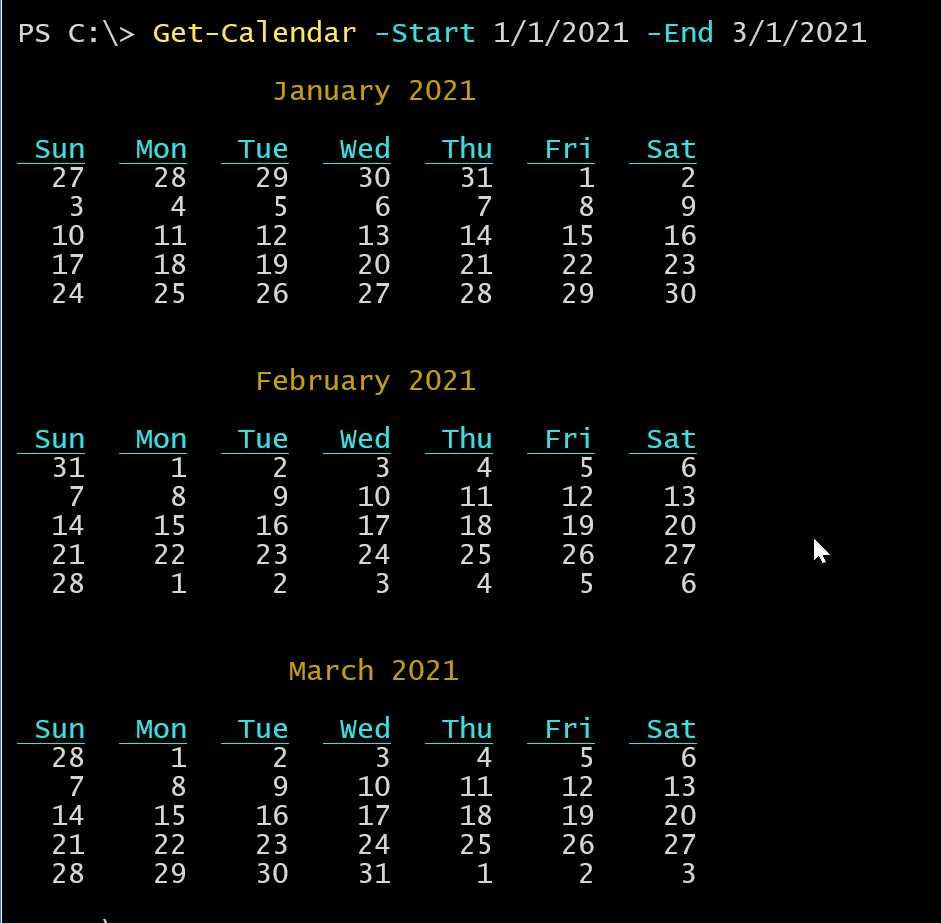 PS C:\> Get-Calendar -Start 1/1/2021 -End 3/1/2021
January 2021
Sun Mon Tue Wed Thu Fri Sat
27 28 29 30 31 1 2
3 4 5 6 7 8 9
10 11 12 13 14 15 16
17 18 19 20 21 22 23
24 25 26 27 28 29 30
February 2021
Sun Mon Tue Wed Thu Fri Sat
31 1 2 3 4 5 6
7 8 9 10 11 12 13
14 15 16 17 18 19 20
21 22 23 24 25 26 27
28 1 2 3 4 5 6
March 2021
Sun Mon Tue Wed Thu Fri Sat
28 1 2 3 4 5 6
7 8 9 10 11 12 13
14 15 16 17 18 19 20
21 22 23 24 25 26 27
28 29 30 31 1 2 3